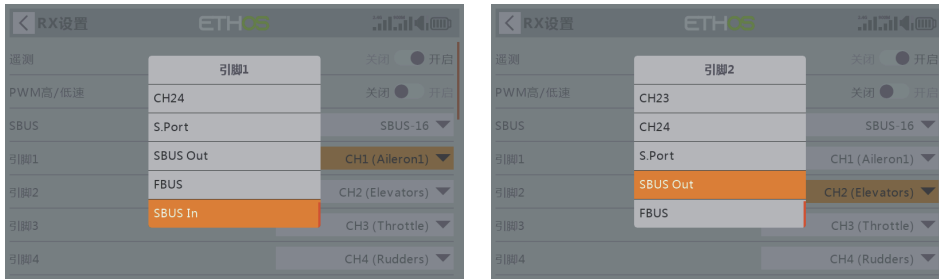 RX设置
ETHOS
遥测 关闭 开启
PWM高/低速 关闭 开启
SBUS SBUS-16
引脚1 CH1 (Aileron1)
引脚2 CH2 (Elevators)
引脚3 CH3 (Throttle)
引脚4 CH4 (Rudders)
引脚1
CH24
S.Port
SBUS Out
FBUS
SBUS In
RX设置
ETHOS
遥测 关闭 开启
PWM高/低速 关闭 开启
SBUS SBUS-16
引脚1 CH1 (Aileron1)
引脚2 CH2 (Elevators)
引脚3 CH3 (Throttle)
引脚4 CH4 (Rudders)
引脚2
CH23
CH24
S.Port
SBUS Out
FBUS